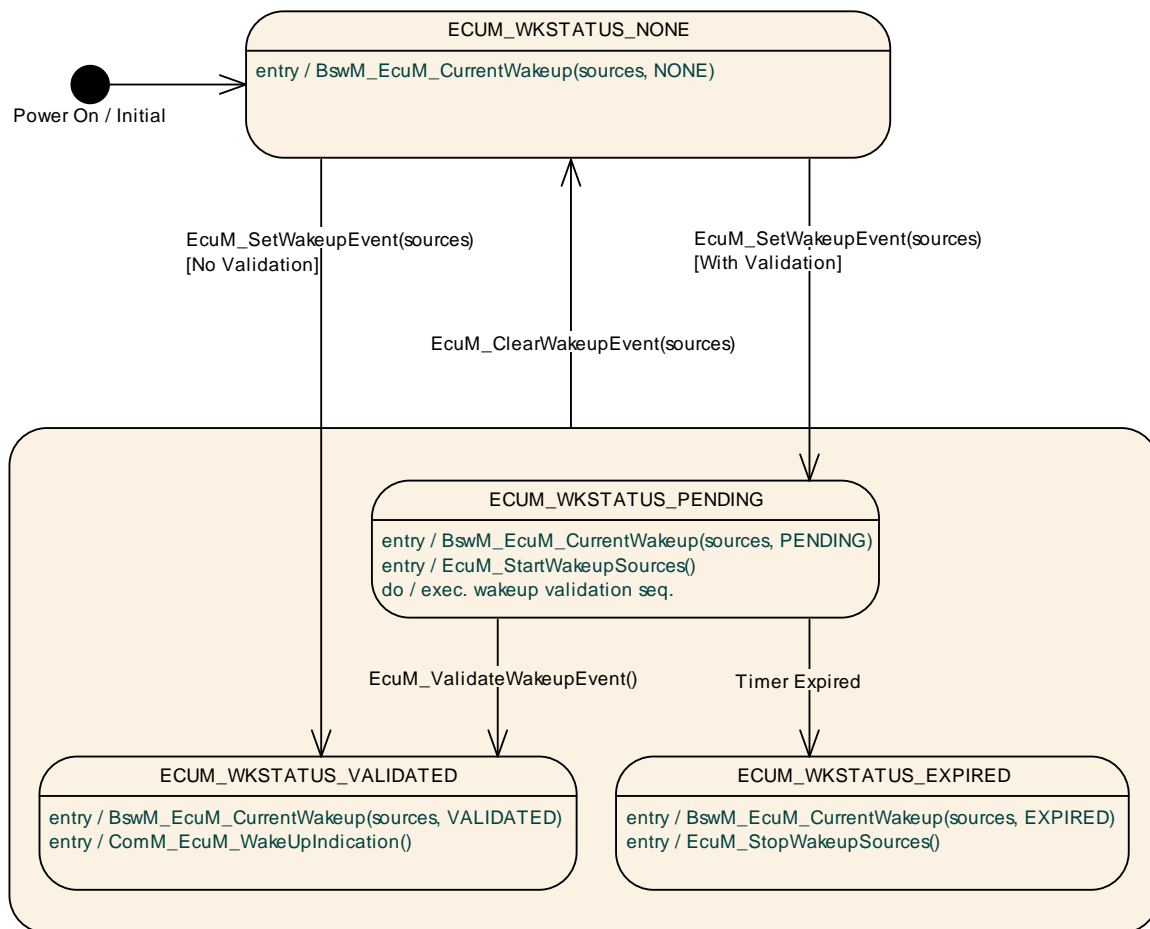 ECUM_WKSTATUS_NONE
entry / BswM_EcuM_CurrentWakeup(sources, NONE)
Power On / Initial
EcuM_SetWakeupEvent(sources)
[No Validation]
EcuM_SetWakeupEvent(sources)
[With Validation]
EcuM_ClearWakeupEvent(sources)
ECUM_WKSTATUS_PENDING
entry / BswM_EcuM_CurrentWakeup(sources, PENDING)
entry / EcuM_StartWakeupSources()
do / exec. wakeup validation seq.
EcuM_ValidateWakeupEvent()
Timer Expired
ECUM_WKSTATUS_VALIDATED
entry / BswM_EcuM_CurrentWakeup(sources, VALIDATED)
entry / ComM_EcuM_WakeUpIndication()
ECUM_WKSTATUS_EXPIRED
entry / BswM_EcuM_CurrentWakeup(sources, EXPIRED)
entry / EcuM_StopWakeupSources()